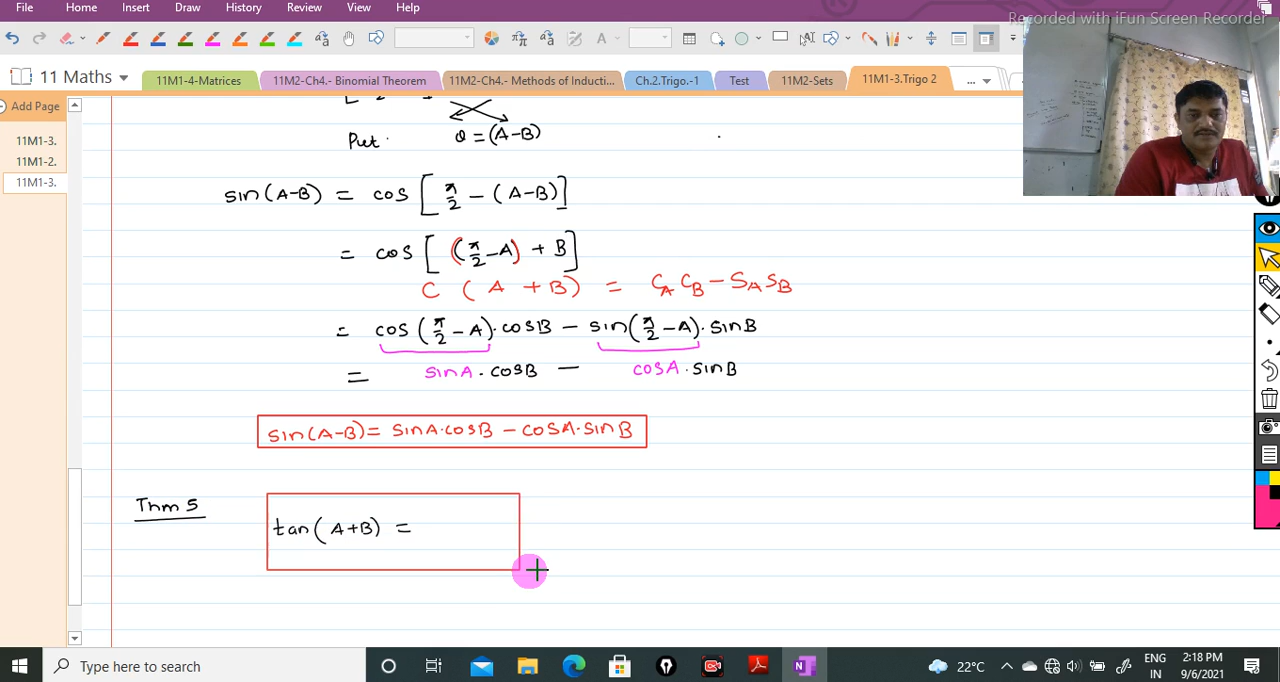 File Home Insert Draw History Review View Help
Recorded with iFun Screen Recorder
11 Maths 11M1-4-Matrices 11M2-Ch4.- Binomial Theorem 11M2-Ch4.- Methods of Inducti... Ch.2.Trigo.-1 Test 11M2-Sets 11M1-3.Trigo 2 ...
Add Page
11M1-3.
11M1-2.
11M1-3.
Put θ = (A-B)
sin(A-B) = cos[π/2 - (A-B)]
= cos[(π/2 - A) + B]
C (A + B) = CA CB - SA SB
= cos(π/2 - A)·cosB - sin(π/2 - A)·sinB
= sinA·cosB - cosA·sinB
sin(A-B) = sinA·cosB - cosA·sinB
Thm 5
tan(A+B) =
Type here to search
22°C
ENG
IN
2:18 PM
9/6/2021